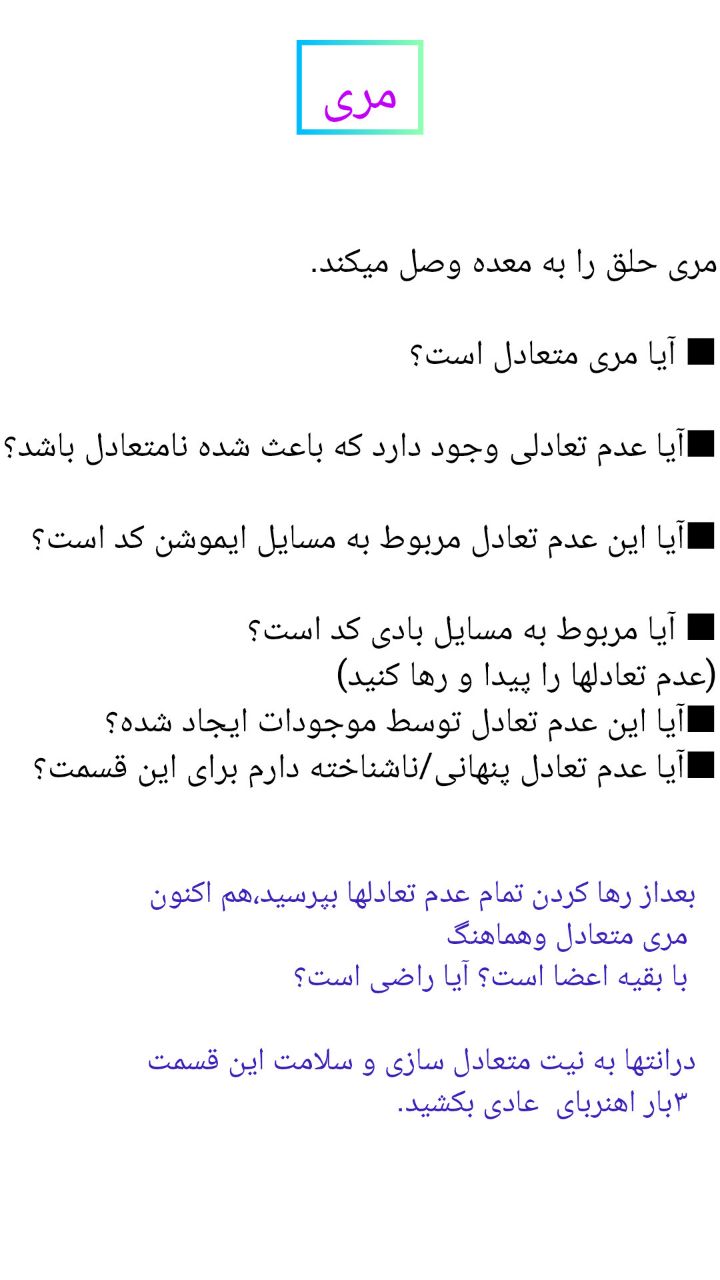 مری
مری حلق را به معده وصل میکند.
■ آیا مری متعادل است؟
■آیا عدم تعادلی وجود دارد که باعث شده نامتعادل باشد؟
■آیا این عدم تعادل مربوط به مسایل ایموشن کد است؟
■ آیا مربوط به مسایل بادی کد است؟
(عدم تعادلها را پیدا و رها کنید)
■آیا این عدم تعادل توسط موجودات ایجاد شده؟
■آیا عدم تعادل پنهانی/ناشناخته دارم برای این قسمت؟
بعداز رها کردن تمام عدم تعادلها بپرسید،هم اکنون
مری متعادل وهماهنگ
با بقیه اعضا است؟ آیا راضی است؟
درانتها به نیت متعادل سازی و سلامت این قسمت
۳بار اهنربای عادی بکشید.